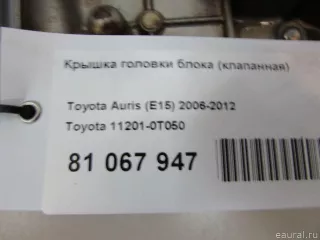 Крышка головки блока (клапанная)
Toyota Auris (E15) 2006-2012
Toyota 11201-0T050
81 067 947
eaural.ru